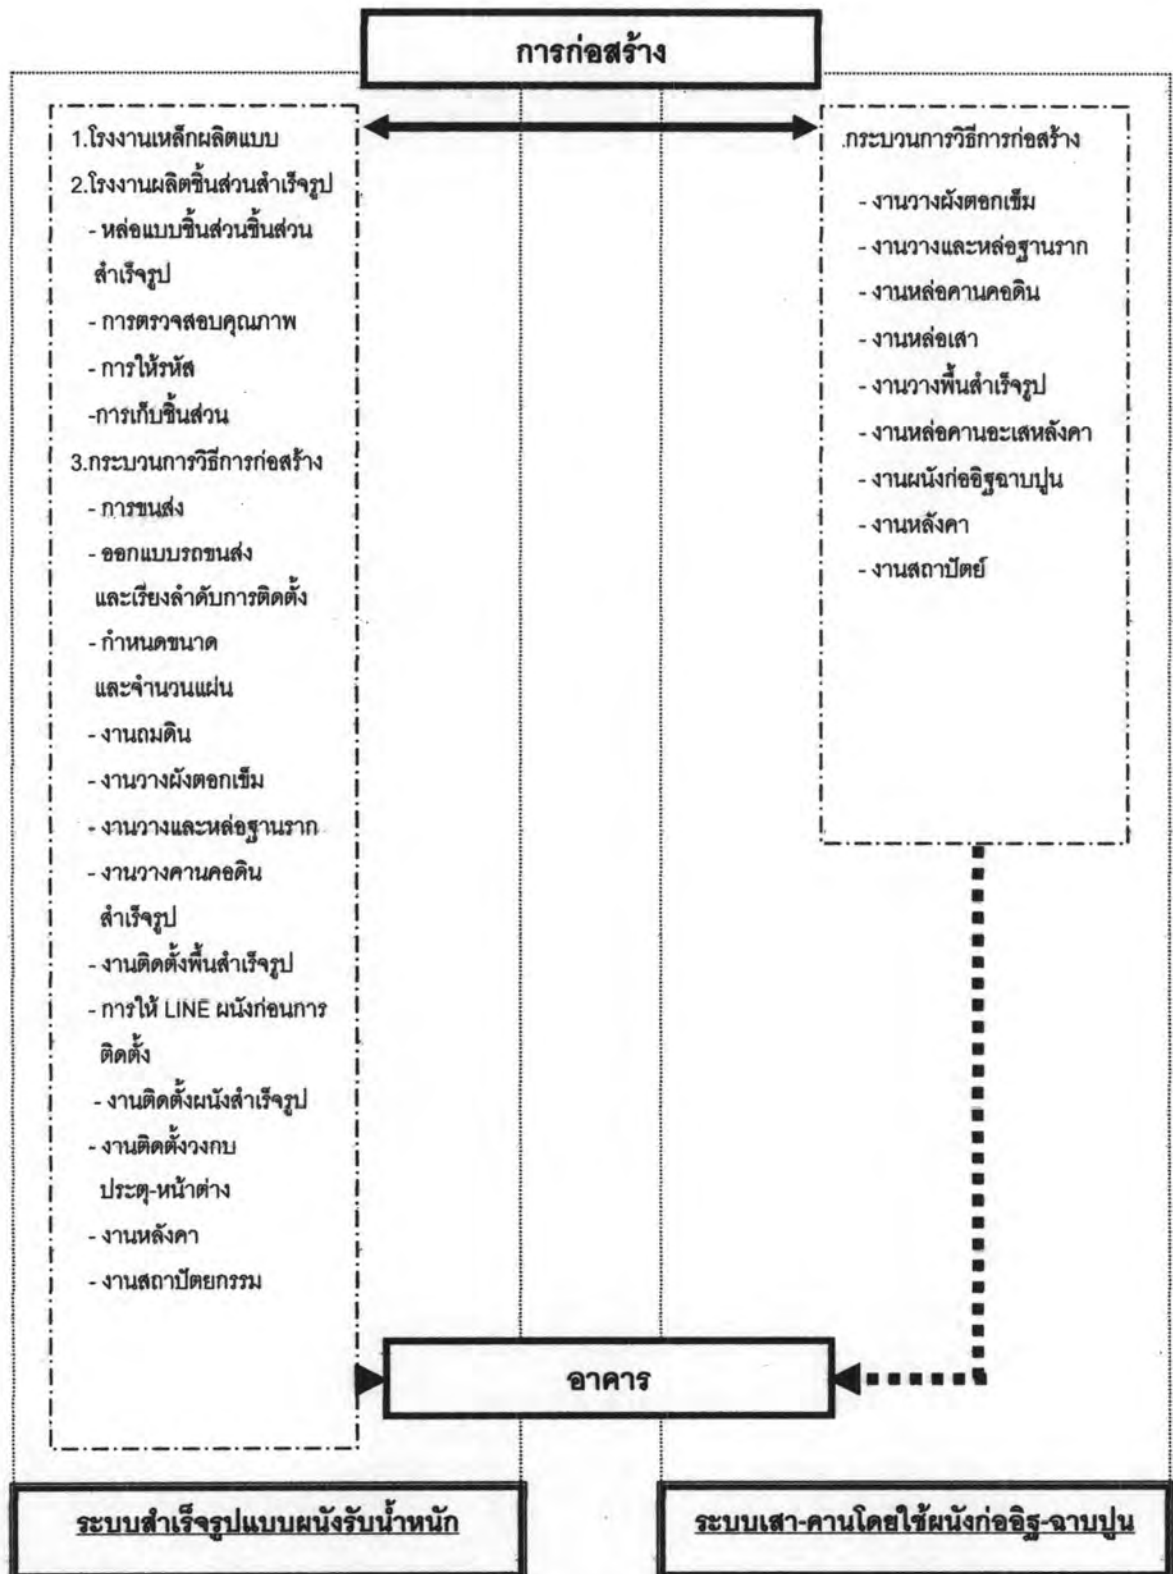 การก่อสร้าง
1.โรงงานเหล็กผลิตแบบ
2.โรงงานผลิตชิ้นส่วนสำเร็จรูป
- หล่อแบบชิ้นส่วนชิ้นส่วน
สำเร็จรูป
- การตรวจสอบคุณภาพ
- การให้รหัส
-การเก็บชิ้นส่วน
3.กระบวนการวิธีการก่อสร้าง
- การขนส่ง
- ออกแบบรถขนส่ง
และเรียงลำดับการติดตั้ง
- กำหนดขนาด
และจำนวนแผ่น
- งานถมดิน
- งานวางผังตอกเข็ม
- งานวางและหล่อฐานราก
- งานวางคานคอดิน
สำเร็จรูป
- งานติดตั้งพื้นสำเร็จรูป
- การให้ LINE ผนังก่อนการ
ติดตั้ง
- งานติดตั้งผนังสำเร็จรูป
- งานติดตั้งวงกบ
ประตุ-หน้าต่าง
- งานหลังคา
- งานสถาปัตยกรรม
.กระบวนการวิธีการก่อสร้าง
- งานวางผังตอกเข็ม
- งานวางและหล่อฐานราก
- งานหล่อคานคอดิน
- งานหล่อเสา
- งานวางพื้นสำเร็จรูป
- งานหล่อคานอะเสหลังคา
- งานผนังก่ออิฐฉาบปูน
- งานหลังคา
- งานสถาปัตย์
อาคาร
ระบบสำเร็จรูปแบบผนังรับน้ำหนัก
ระบบเสา-คานโดยใช้ผนังก่ออิฐ-ฉาบปูน